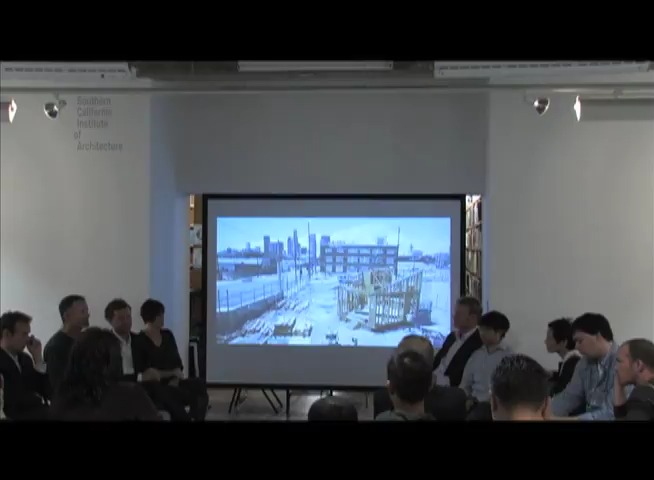 Southern
California
Institute
of
Architecture